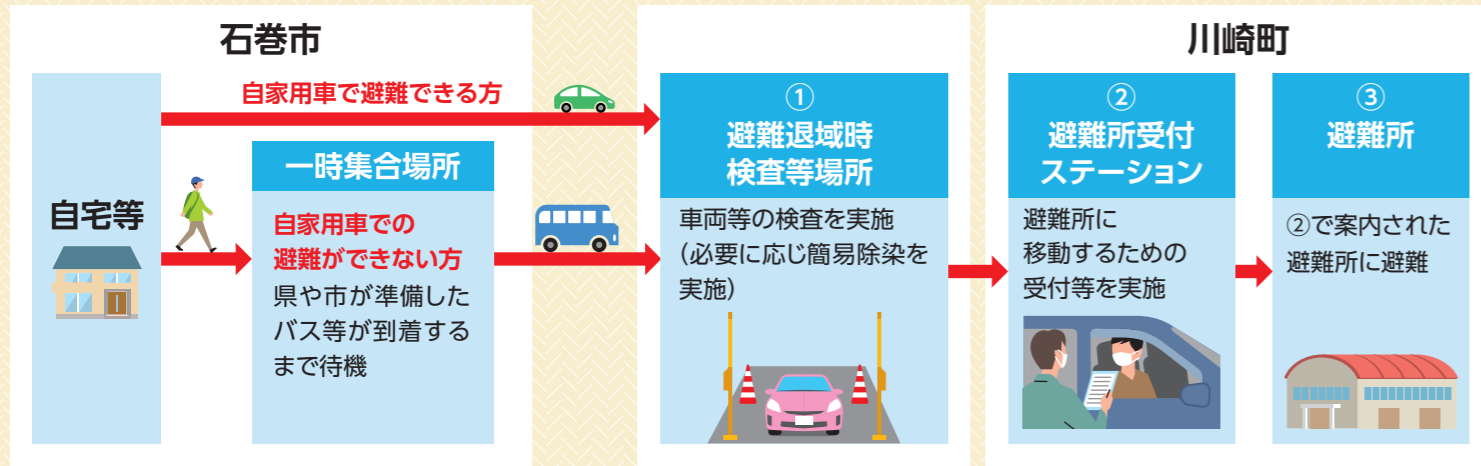 石巻市
自宅等
自家用車で避難できる方
一時集合場所
自家用車での
避難ができない方
県や市が準備した
バス等が到着する
まで待機
①
避難退域時
検査等場所
車両等の検査を実施
(必要に応じ簡易除染を
実施)
川崎町
②
避難所受付
ステーション
避難所に
移動するための
受付等を実施
③
避難所
②で案内された
避難所に避難